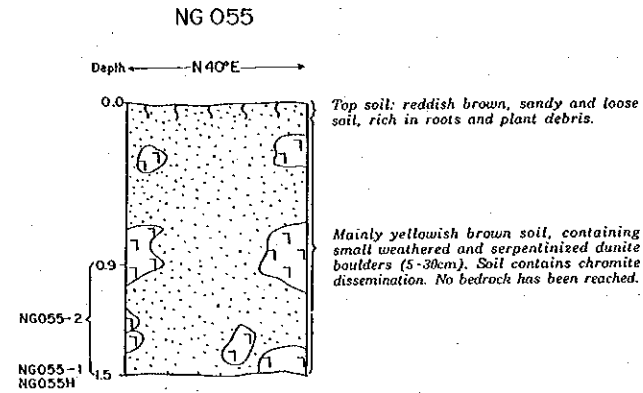 NG 055
Depth N40°E
0.0
Top soil: reddish brown, sandy and loose
soil, rich in roots and plant debris.
Mainly yellowish brown soil, containing
small weathered and serpentinized dunite
boulders (5-30cm). Soil contains chromite
dissemination. No bedrock has been reached.
0.9
NG055-2
NG055-1
NG055H
1.5